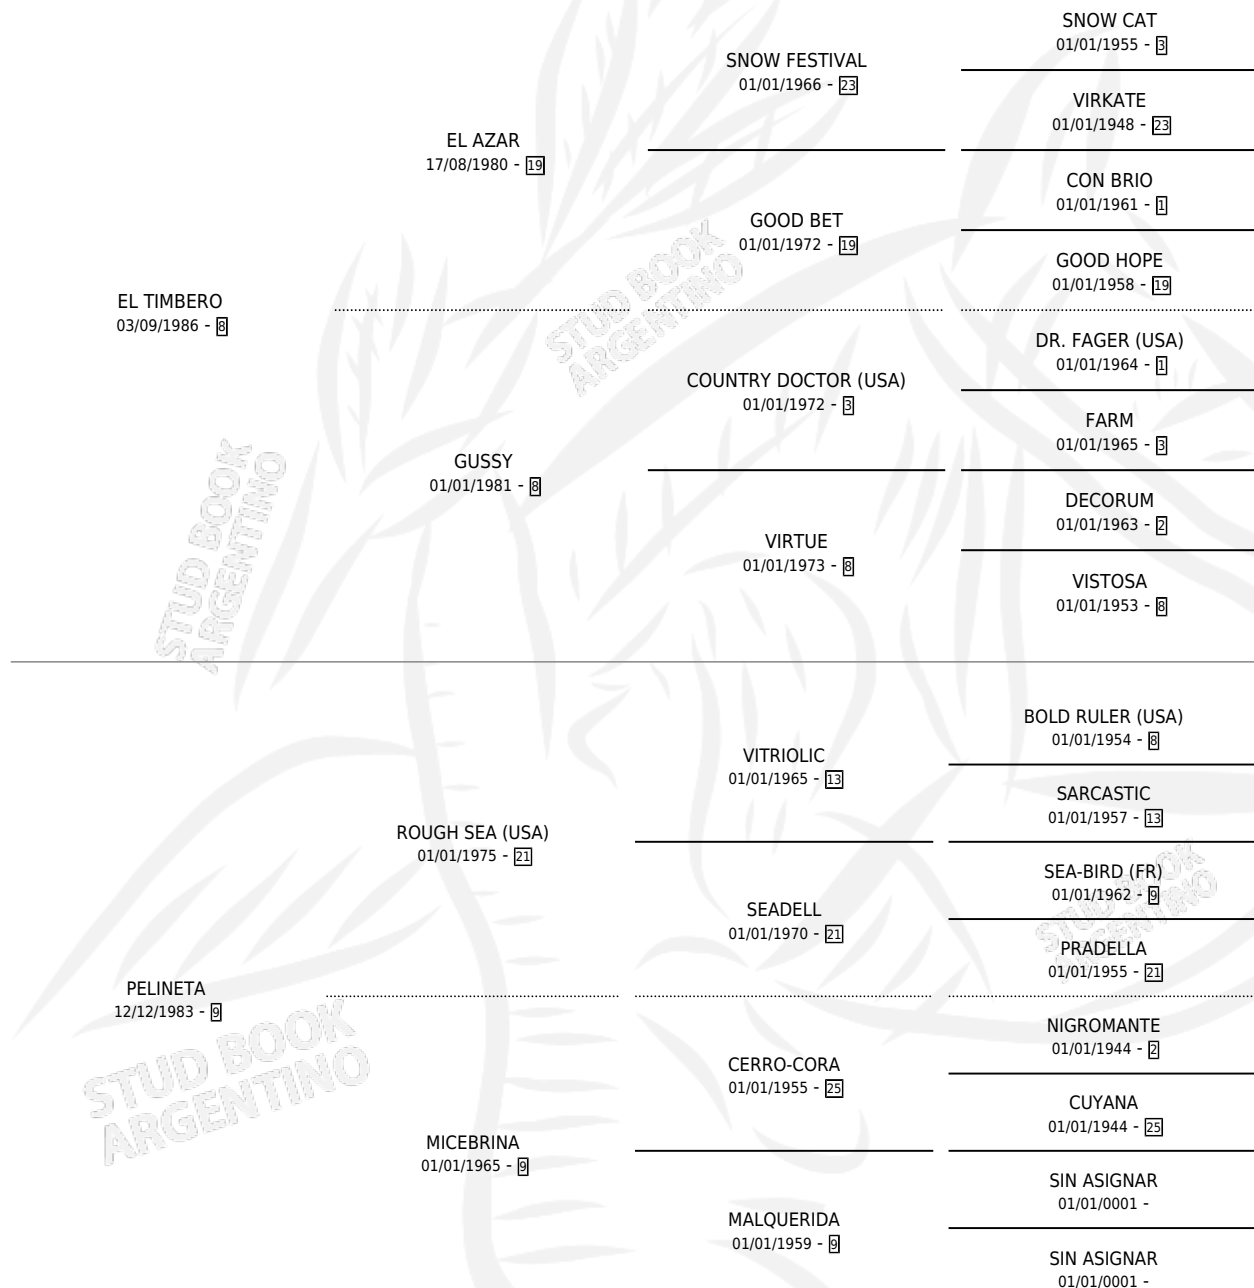 SNOW CAT
01/01/1955 - 3
SNOW FESTIVAL
01/01/1966 - 23
VIRKATE
01/01/1948 - 23
EL AZAR
17/08/1980 - 19
CON BRIO
01/01/1961 - 1
GOOD BET
01/01/1972 - 19
GOOD HOPE
01/01/1958 - 19
EL TIMBERO
03/09/1986 - 8
DR. FAGER (USA)
01/01/1964 - 1
COUNTRY DOCTOR (USA)
01/01/1972 - 3
FARM
01/01/1965 - 3
GUSSY
01/01/1981 - 8
DECORUM
01/01/1963 - 2
VIRTUE
01/01/1973 - 8
VISTOSA
01/01/1953 - 8
BOLD RULER (USA)
01/01/1954 - 8
VITRIOLIC
01/01/1965 - 13
SARCASTIC
01/01/1957 - 13
ROUGH SEA (USA)
01/01/1975 - 21
SEA-BIRD (FR)
01/01/1962 - 9
SEADELL
01/01/1970 - 21
PRADELLA
01/01/1955 - 21
PELINETA
12/12/1983 - 9
NIGROMANTE
01/01/1944 - 2
CERRO-CORA
01/01/1955 - 25
CUYANA
01/01/1944 - 25
MICEBRINA
01/01/1965 - 9
SIN ASIGNAR
01/01/0001 -
MALQUERIDA
01/01/1959 - 9
SIN ASIGNAR
01/01/0001 -
STUD BOOK
ARGENTINO
STUD BOOK
ARGENTINO
STUD BOOK
ARGENTINO
STUD BOOK
ARGENTINO